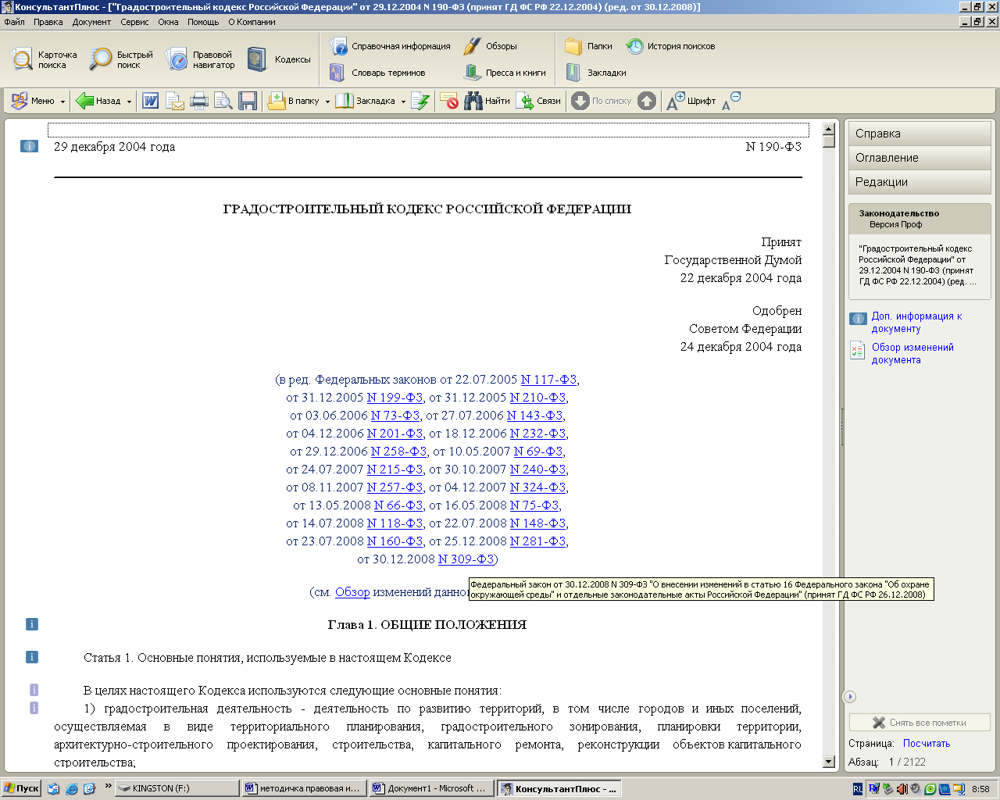 КонсультантПлюс - ["Градостроительный кодекс Российской Федерации" от 29.12.2004 N 190-ФЗ (принят ГД ФС РФ 22.12.2004) (ред. от 30.12.2008)]
Файл Правка Документ Сервис Окна Помощь О Компании
Карточка поиска
Быстрый поиск
Правовой навигатор
Кодексы
Справочная информация
Словарь терминов
Обзоры
Пресса и книги
Папки
Закладки
История поисков
Меню Назад В папку Закладка Найти Связи По списку Шрифт
29 декабря 2004 года N 190-ФЗ
ГРАДОСТРОИТЕЛЬНЫЙ КОДЕКС РОССИЙСКОЙ ФЕДЕРАЦИИ
Принят
Государственной Думой
22 декабря 2004 года
Одобрен
Советом Федерации
24 декабря 2004 года
(в ред. Федеральных законов от 22.07.2005 N 117-ФЗ,
от 31.12.2005 N 199-ФЗ, от 31.12.2005 N 210-ФЗ,
от 03.06.2006 N 73-ФЗ, от 27.07.2006 N 143-ФЗ,
от 04.12.2006 N 201-ФЗ, от 18.12.2006 N 232-ФЗ,
от 29.12.2006 N 258-ФЗ, от 10.05.2007 N 69-ФЗ,
от 24.07.2007 N 215-ФЗ, от 30.10.2007 N 240-ФЗ,
от 08.11.2007 N 257-ФЗ, от 04.12.2007 N 324-ФЗ,
от 13.05.2008 N 66-ФЗ, от 16.05.2008 N 75-ФЗ,
от 14.07.2008 N 118-ФЗ, от 22.07.2008 N 148-ФЗ,
от 23.07.2008 N 160-ФЗ, от 25.12.2008 N 281-ФЗ,
от 30.12.2008 N 309-ФЗ)
(см. Обзор изменений данно
Федеральный закон от 30.12.2008 N 309-ФЗ "О внесении изменений в статью 16 Федерального закона "Об охране
окружающей среды" и отдельные законодательные акты Российской Федерации" (принят ГД ФС РФ 26.12.2008)
Глава 1. ОБЩИЕ ПОЛОЖЕНИЯ
Статья 1. Основные понятия, используемые в настоящем Кодексе
В целях настоящего Кодекса используются следующие основные понятия:
1) градостроительная деятельность - деятельность по развитию территорий, в том числе городов и иных поселений,
осуществляемая в виде территориального планирования, градостроительного зонирования, планировки территории,
архитектурно-строительного проектирования, строительства, капитального ремонта, реконструкции объектов капитального
строительства;
Справка
Оглавление
Редакции
Законодательство
Версия Проф
"Градостроительный кодекс
Российской Федерации" от
29.12.2004 N 190-ФЗ (принят
ГД ФС РФ 22.12.2004) (ред. ...
Доп. информация к
документу
Обзор изменений
документа
Снять все пометки
Страница: Посчитать
Абзац: 1 / 2122
Пуск » KINGSTON (F:) методичка правовая и... Документ1 - Microsoft ... КонсультантПлюс - ... RU 8:58